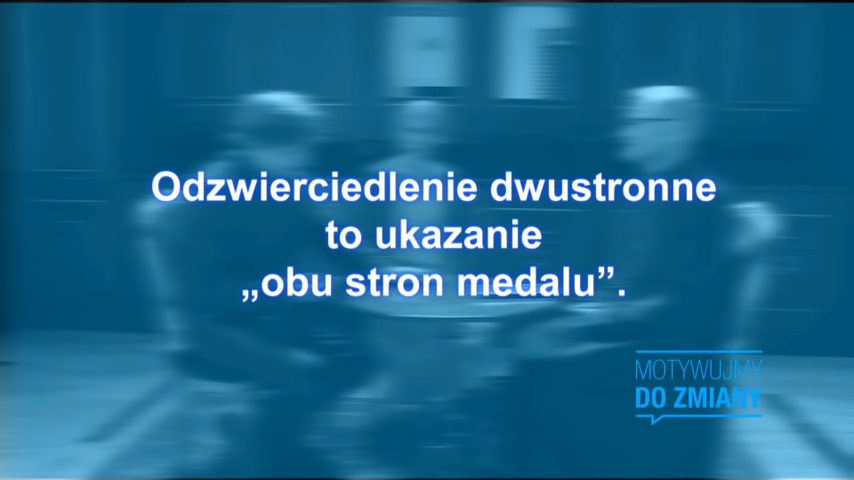 Odzwierciedlenie dwustronne
to ukazanie
„obu stron medalu”.
MOTYWUJMY
DO ZMIANY